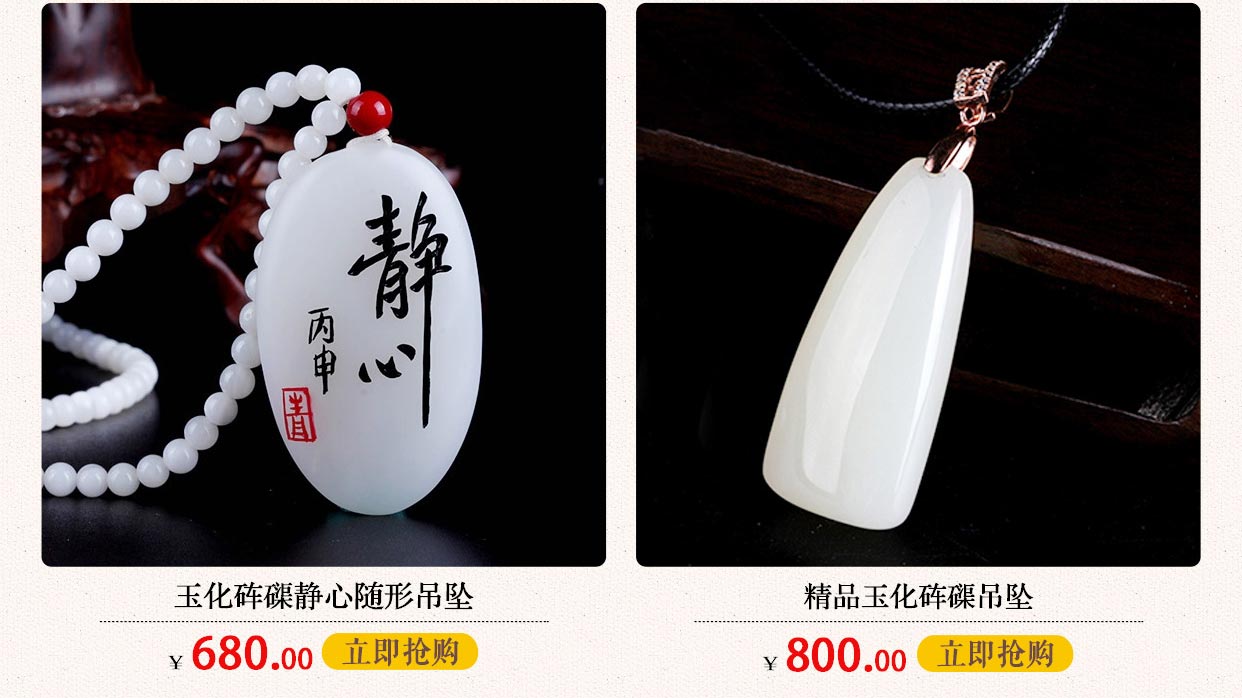 静心
丙申
玉化砗磲静心随形吊坠
¥ 680.00 立即抢购
精品玉化砗磲吊坠
¥ 800.00 立即抢购